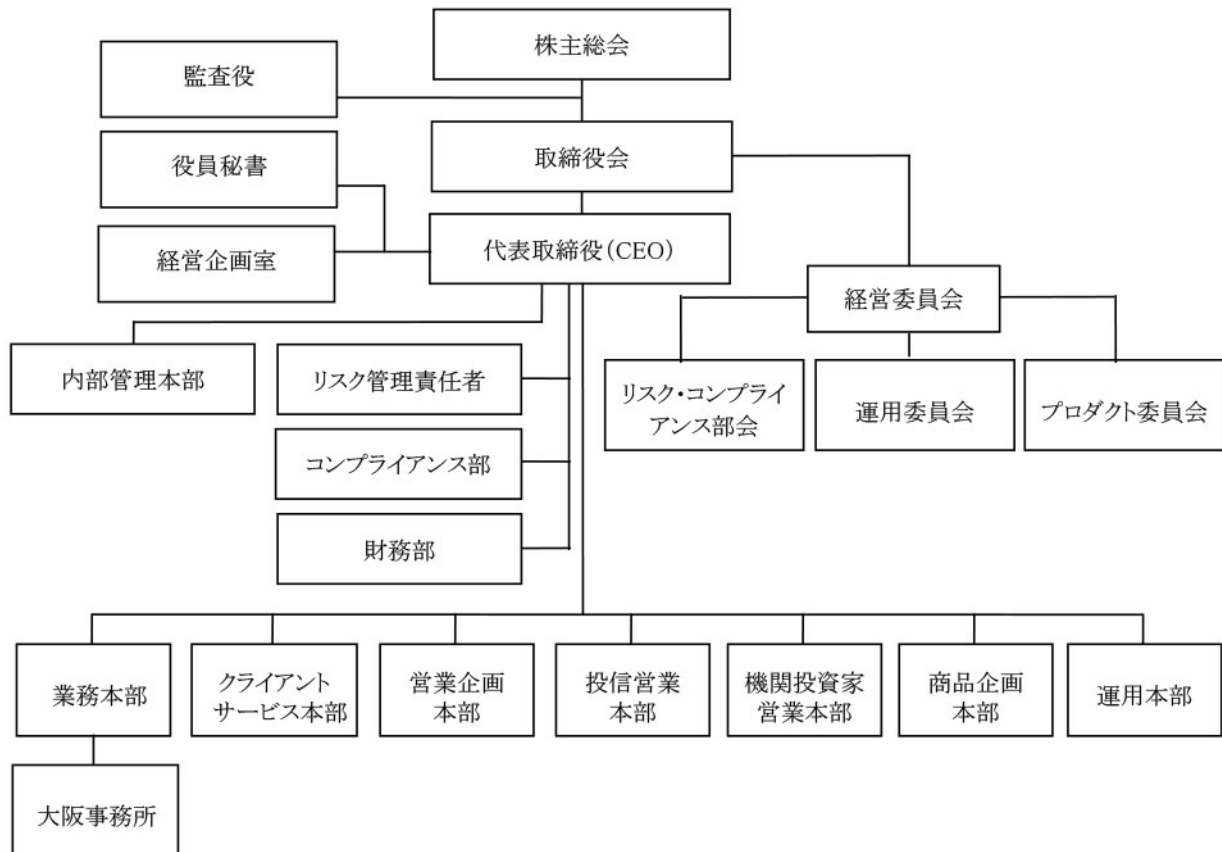 株主総会
監査役
取締役会
役員秘書
代表取締役(CEO)
経営企画室
経営委員会
内部管理本部
リスク管理責任者
リスク・コンプライ
アンス部会
運用委員会
プロダクト委員会
コンプライアンス部
財務部
業務本部
クライアント
サービス本部
営業企画
本部
投信営業
本部
機関投資家
営業本部
商品企画
本部
運用本部
大阪事務所